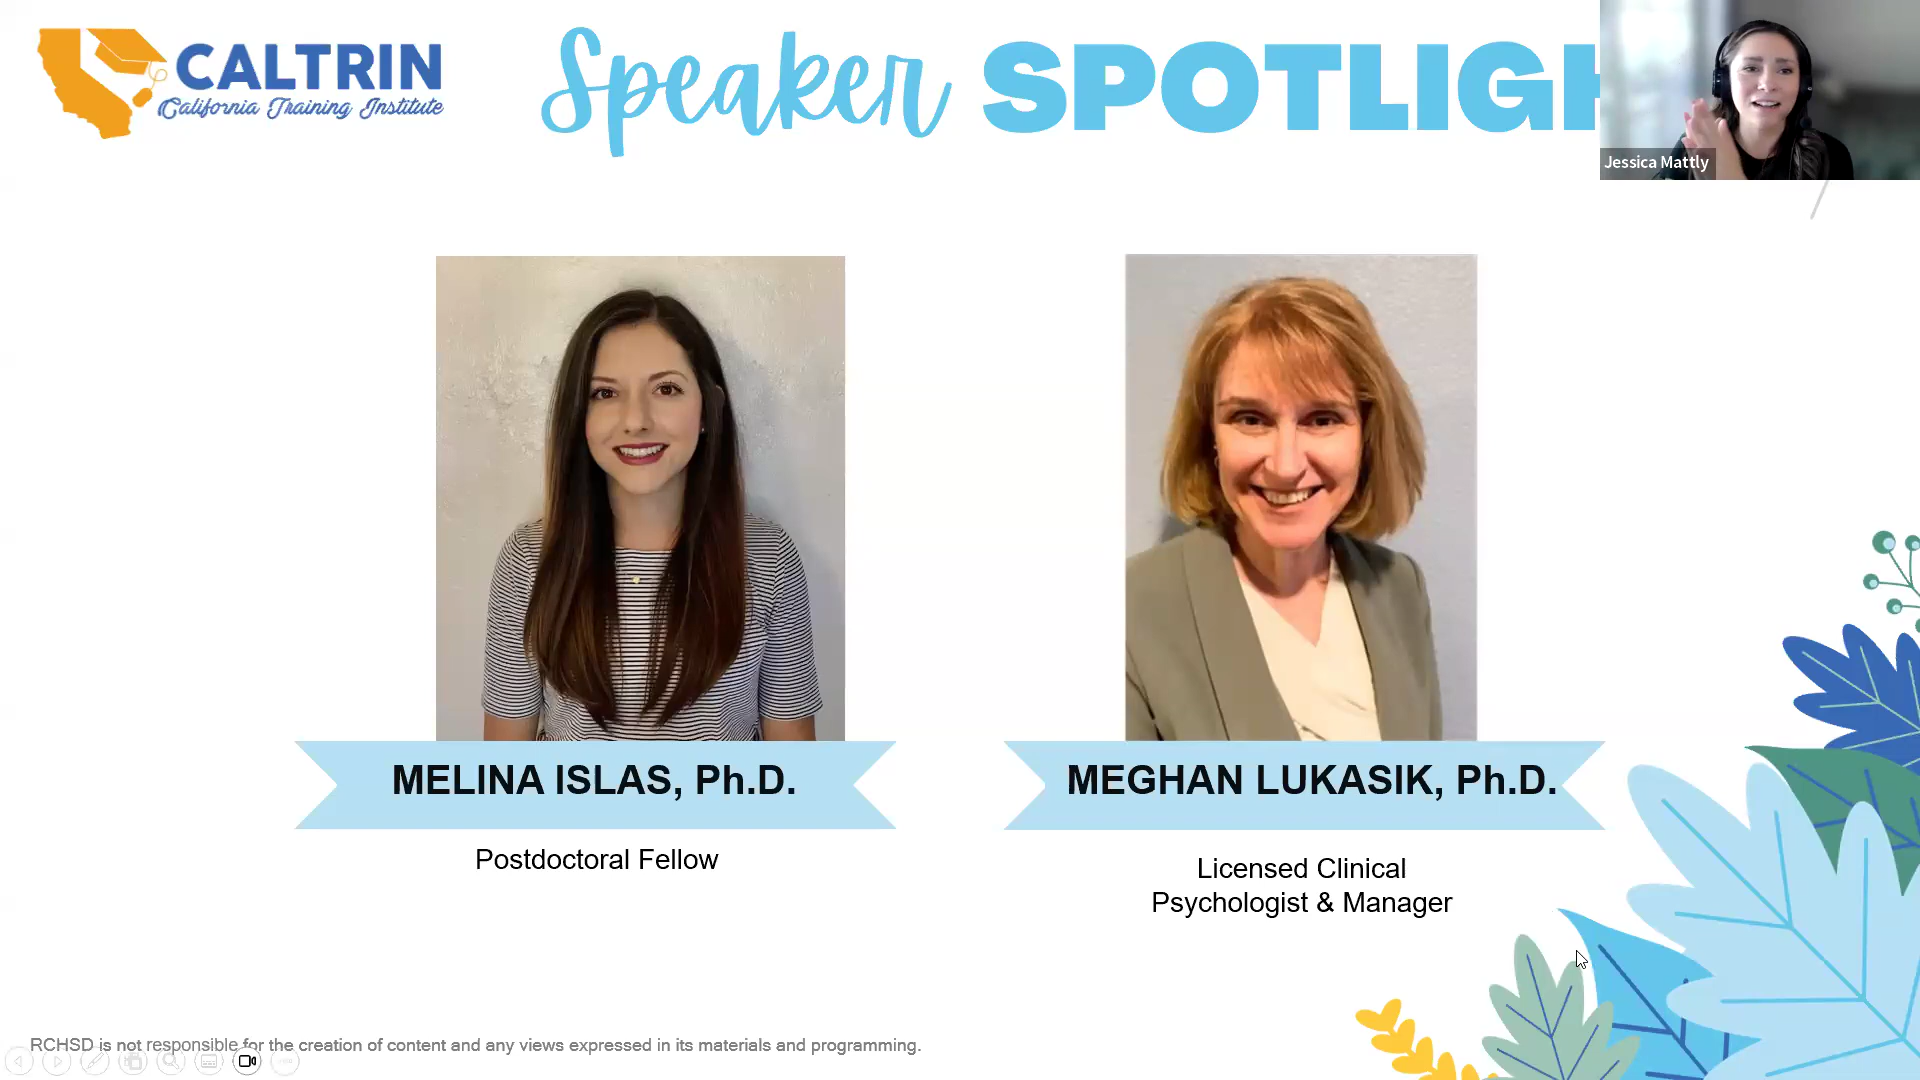 CALTRIN
California Training Institute
Speaker SPOTLIGH
Jessica Mattly
MELINA ISLAS, Ph.D.
Postdoctoral Fellow
MEGHAN LUKASIK, Ph.D.
Licensed Clinical
Psychologist & Manager
RCHSD is not responsible for the creation of content and any views expressed in its materials and programming.